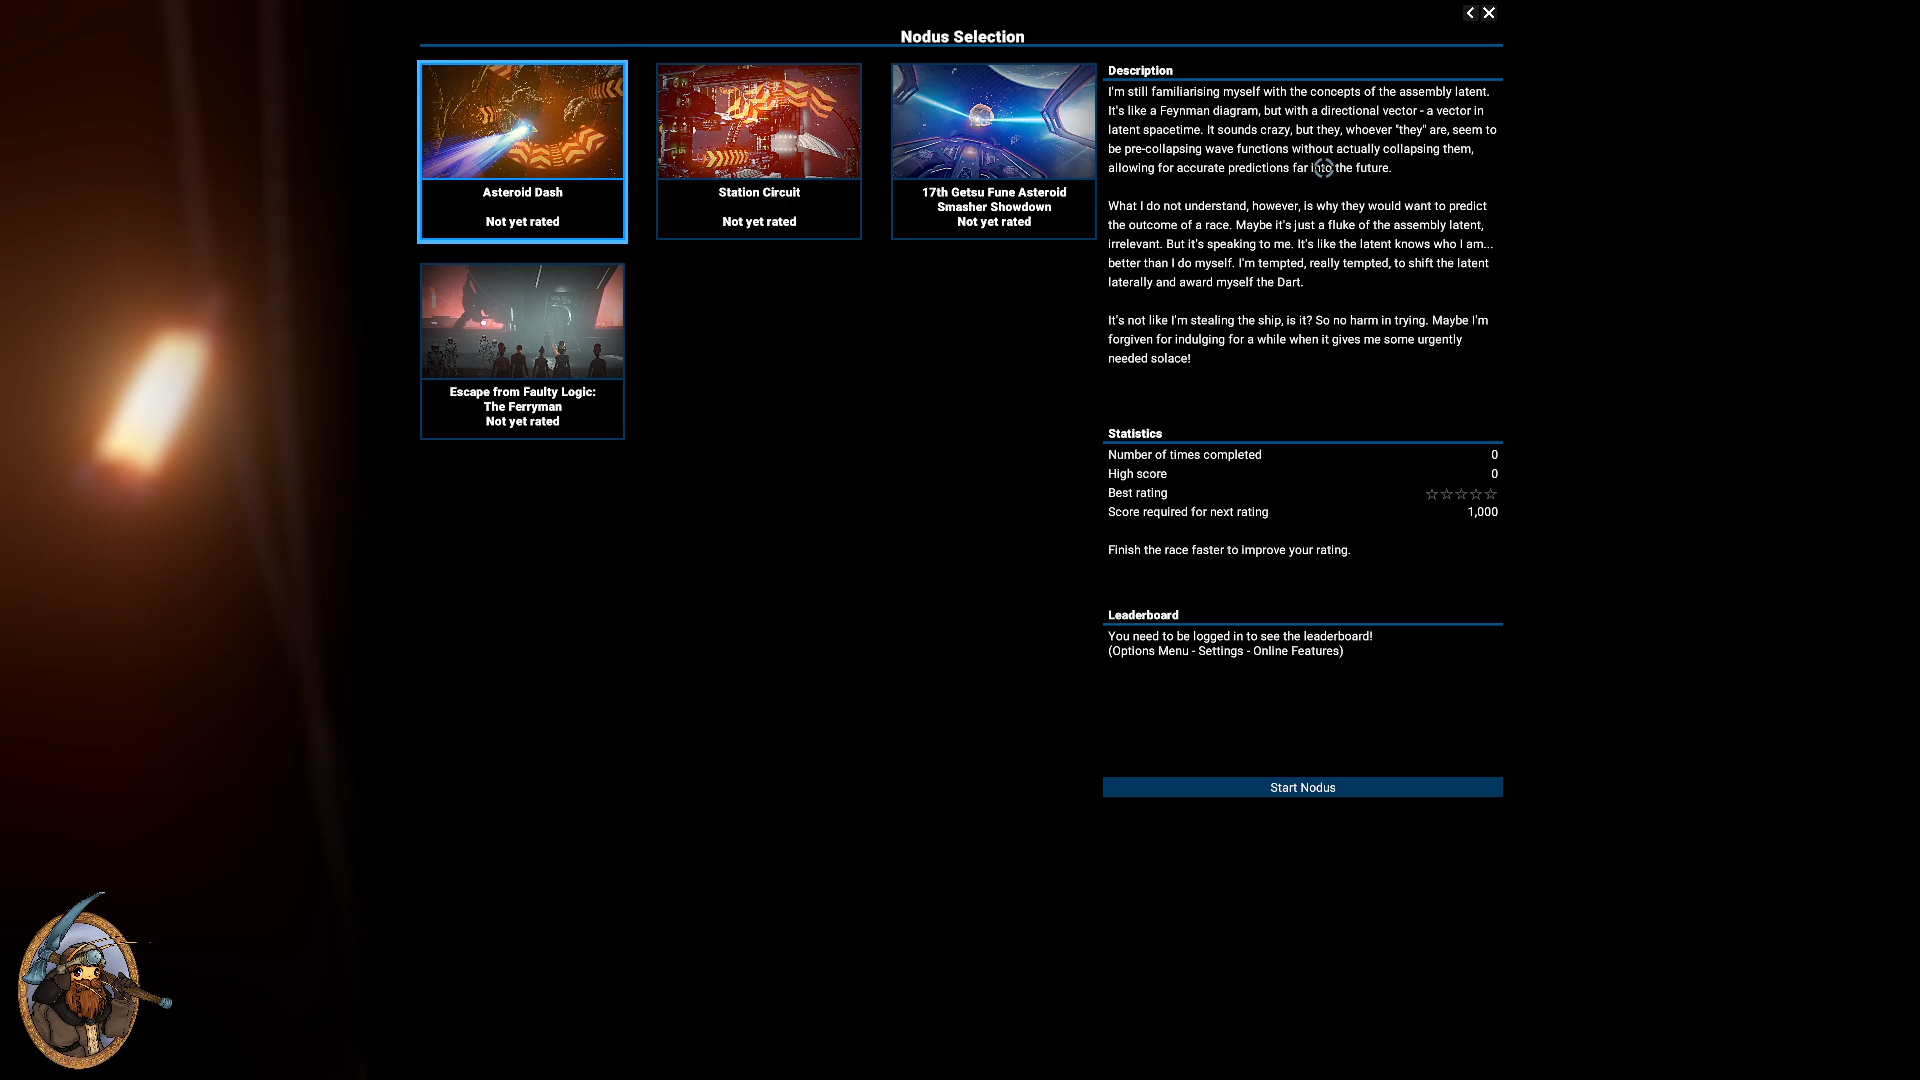 Nodus Selection
Asteroid Dash
Not yet rated
Station Circuit
Not yet rated
17th Getsu Fune Asteroid
Smasher Showdown
Not yet rated
Escape from Faulty Logic:
The Ferryman
Not yet rated
Description
I'm still familiarising myself with the concepts of the assembly latent.
It's like a Feynman diagram, but with a directional vector - a vector in
latent spacetime. It sounds crazy, but they, whoever "they" are, seem to
be pre-collapsing wave functions without actually collapsing them,
allowing for accurate predictions far into the future.
What I do not understand, however, is why they would want to predict
the outcome of a race. Maybe it's just a fluke of the assembly latent,
irrelevant. But it's speaking to me. It's like the latent knows who I am...
better than I do myself. I'm tempted, really tempted, to shift the latent
laterally and award myself the Dart.
It's not like I'm stealing the ship, is it? So no harm in trying. Maybe I'm
forgiven for indulging for a while when it gives me some urgently
needed solace!
Statistics
Number of times completed 0
High score 0
Best rating ☆☆☆☆☆
Score required for next rating 1,000
Finish the race faster to improve your rating.
Leaderboard
You need to be logged in to see the leaderboard!
(Options Menu - Settings - Online Features)
Start Nodus